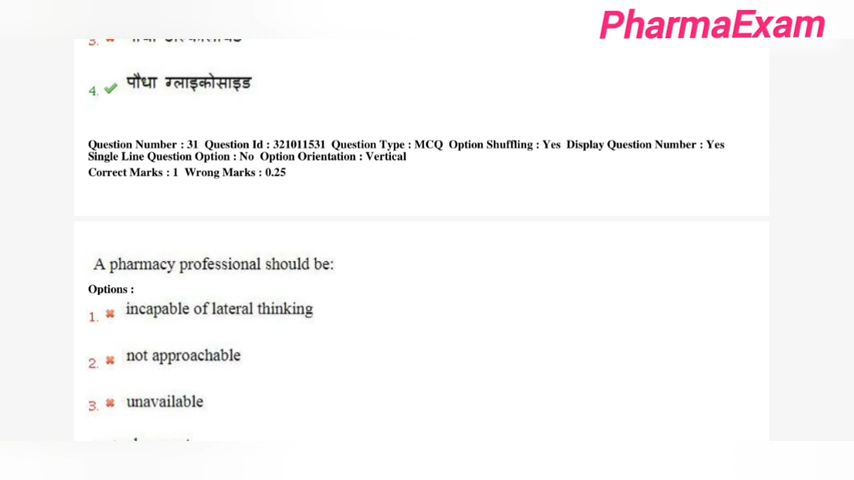 PharmaExam
3.
4. पौधा ग्लाइकोसाइड
Question Number : 31 Question Id : 321011531 Question Type : MCQ Option Shuffling : Yes Display Question Number : Yes
Single Line Question Option : No Option Orientation : Vertical
Correct Marks : 1 Wrong Marks : 0.25
A pharmacy professional should be:
Options :
1. incapable of lateral thinking
2. not approachable
3. unavailable